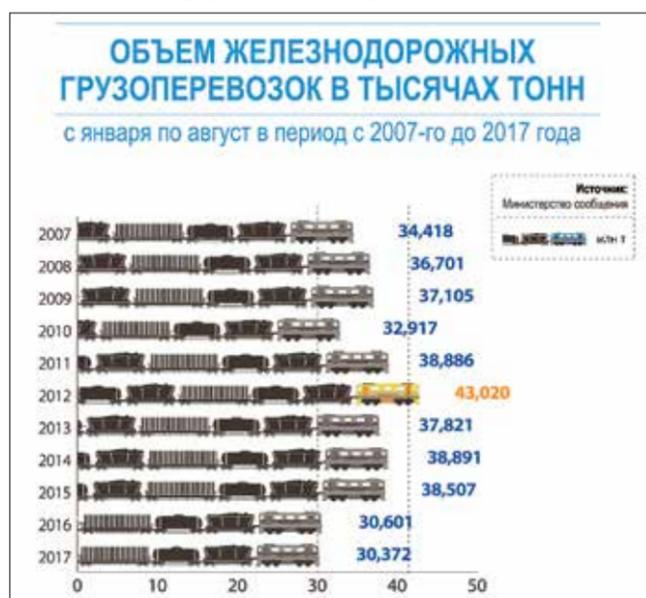 ОБЪЕМ ЖЕЛЕЗНОДОРОЖНЫХ
ГРУЗОПЕРЕВОЗОК В ТЫСЯЧАХ ТОНН
с января по август в период с 2007-го до 2017 года
Источник:
Министерство сообщения
млн т
2007 34,418
2008 36,701
2009 37,105
2010 32,917
2011 38,886
2012 43,020
2013 37,821
2014 38,891
2015 38,507
2016 30,601
2017 30,372
0 10 20 30 40 50